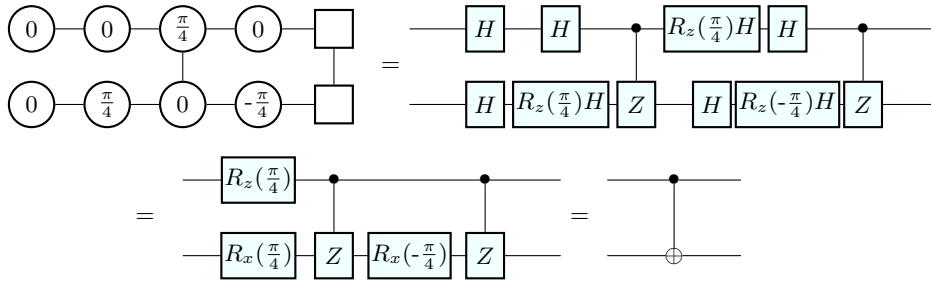 0 0 π/4 0 = H H R_z(π/4)H H
0 π/4 0 -π/4 H R_z(π/4)H Z H R_z(-π/4)H Z
= R_z(π/4) =
R_x(π/4) Z R_x(-π/4) Z